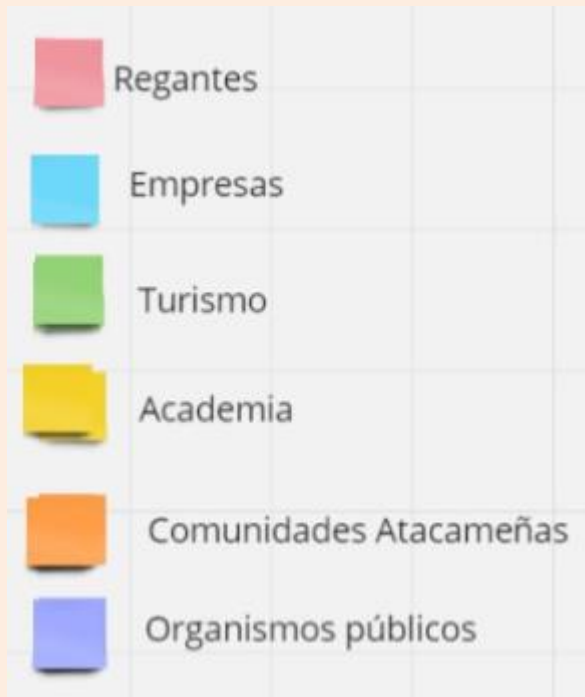 Regantes
Empresas
Turismo
Academia
Comunidades Atacameñas
Organismos públicos